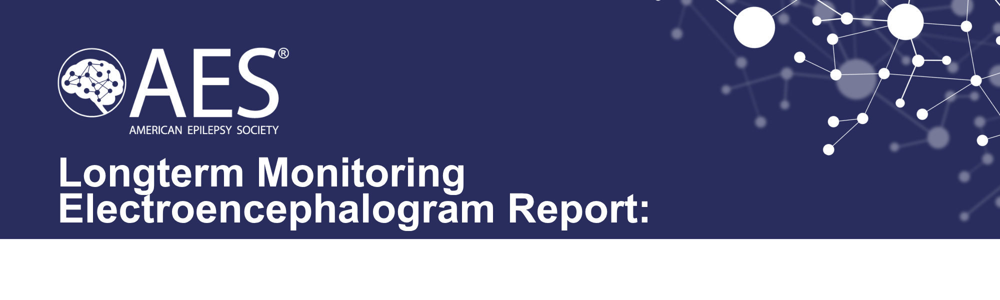 AES®
AMERICAN EPILEPSY SOCIETY
Longterm Monitoring
Electroencephalogram Report: